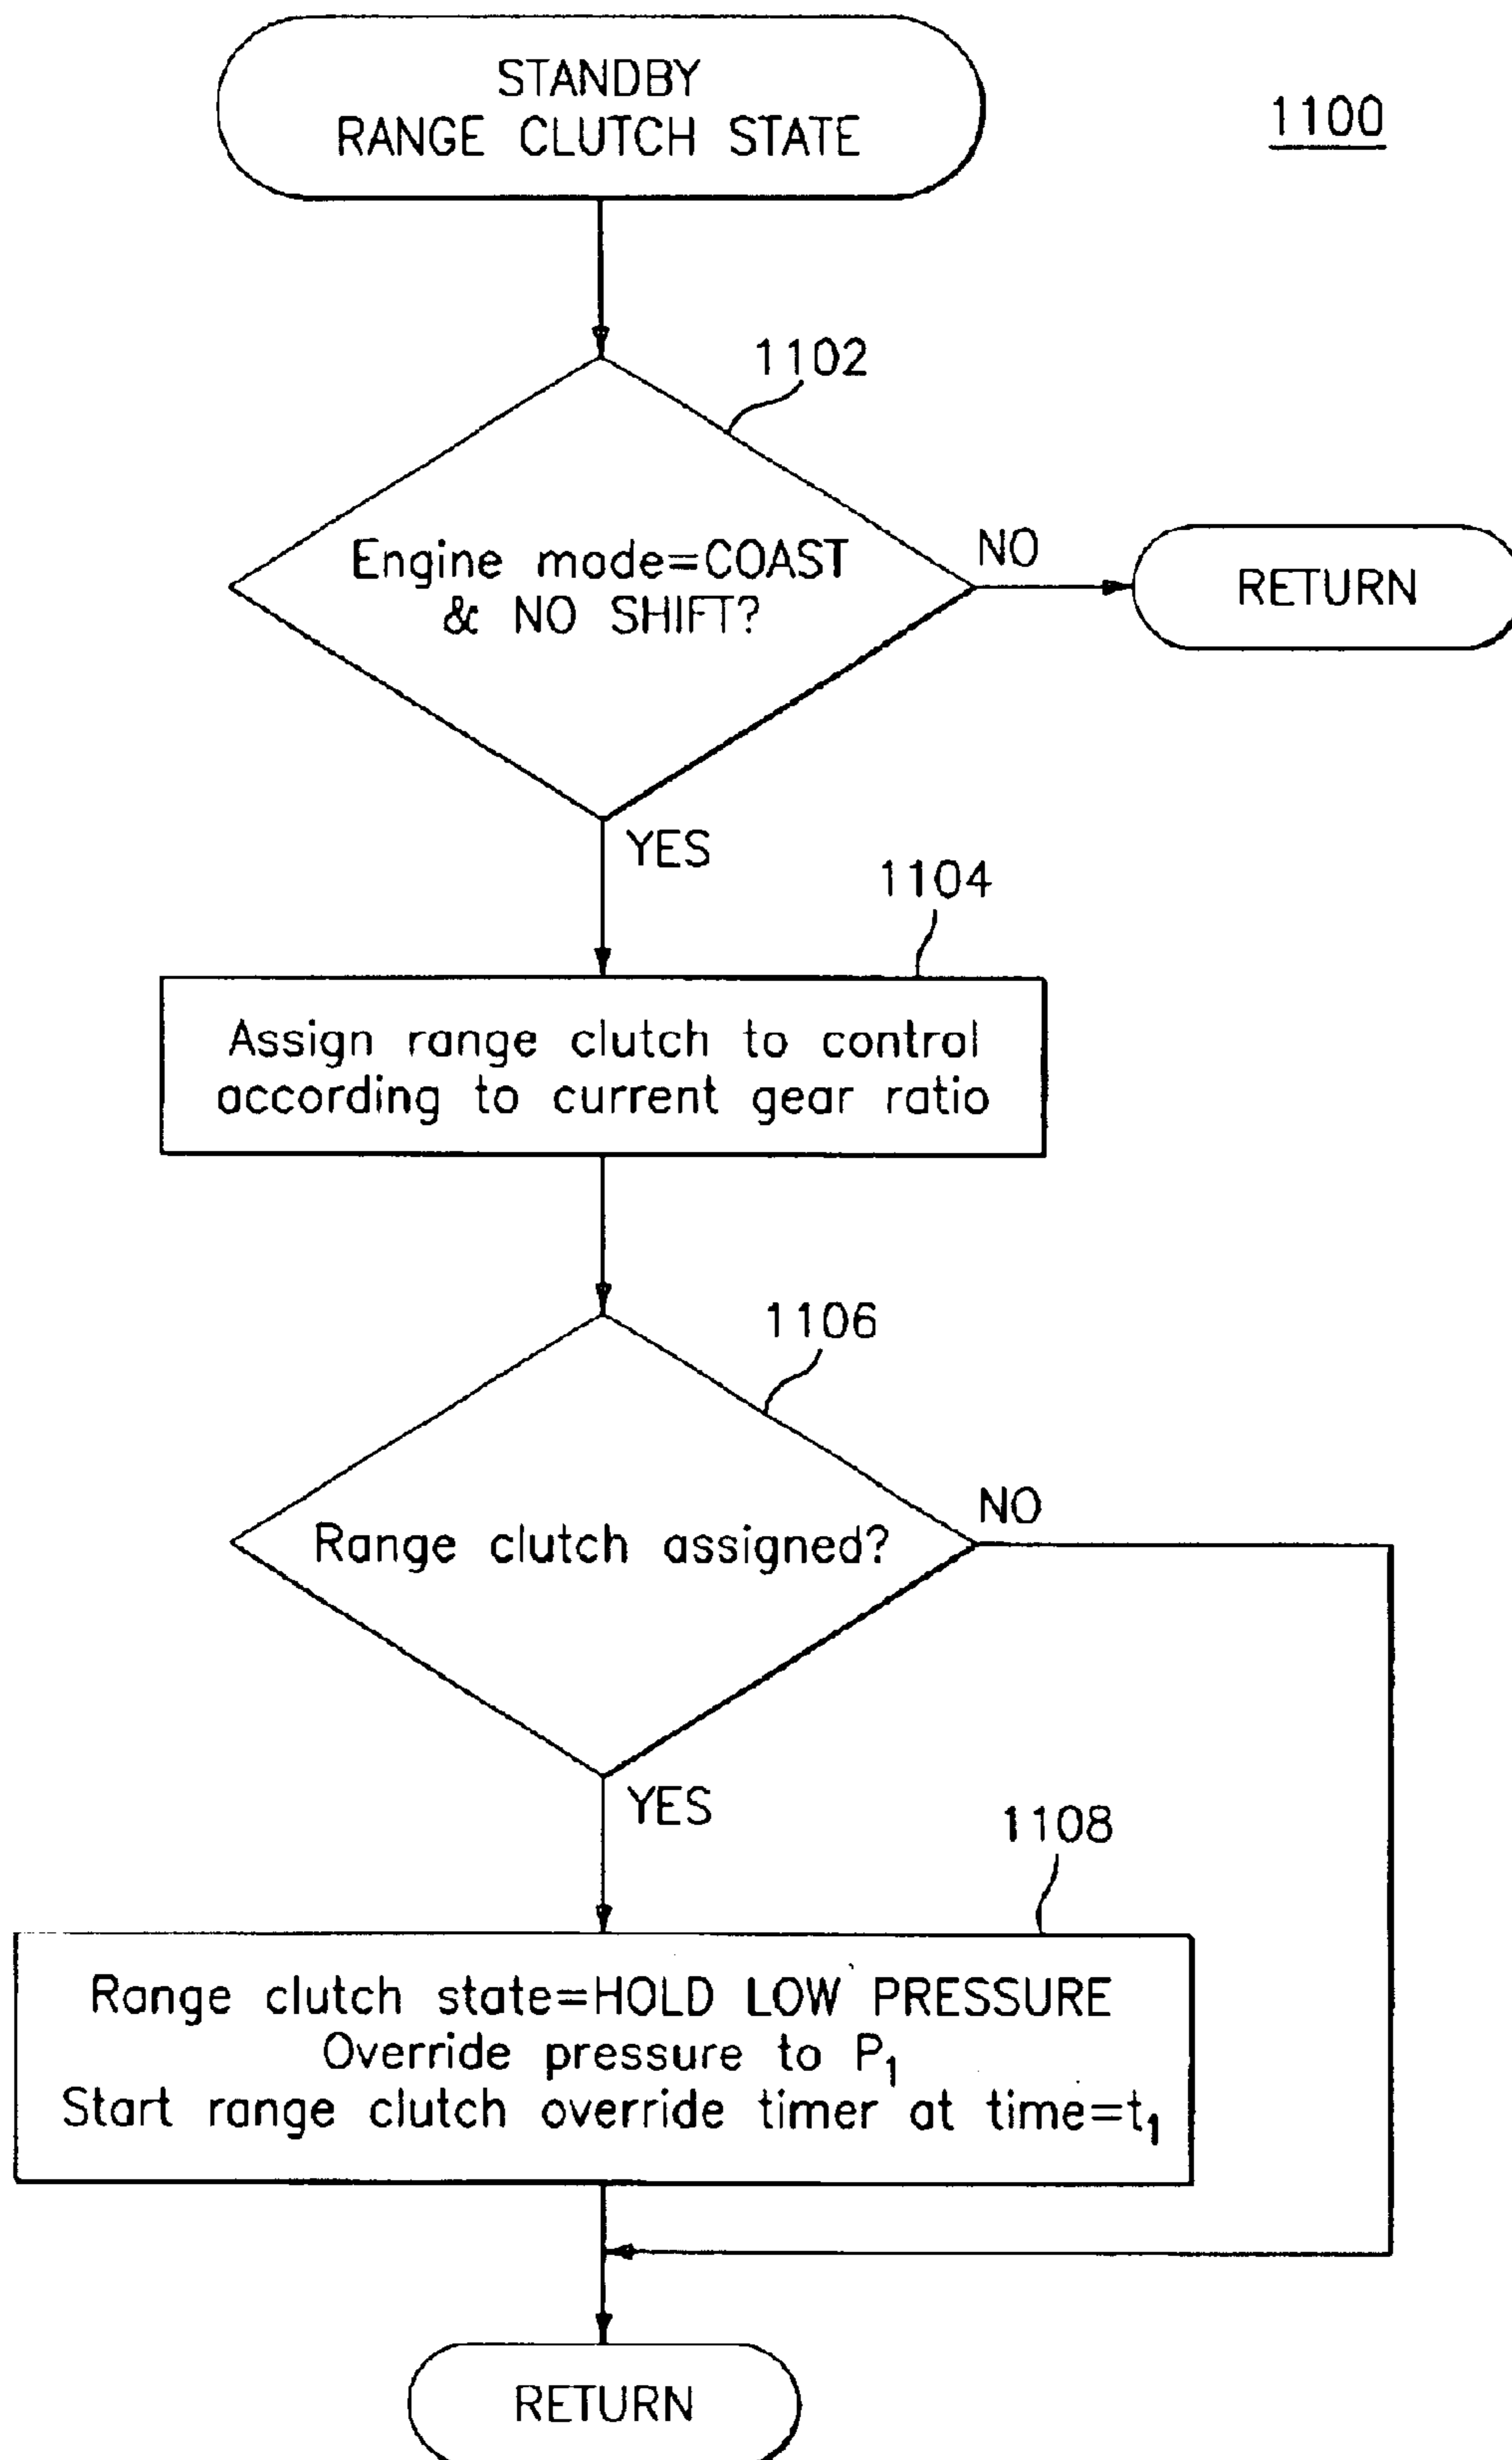 STANDBY
RANGE CLUTCH STATE
1100
1102
Engine mode=COAST
& NO SHIFT?
NO
RETURN
YES
1104
Assign range clutch to control
according to current gear ratio
1106
Range clutch assigned?
NO
YES
1108
Range clutch state=HOLD LOW PRESSURE
Override pressure to P₁
Start range clutch override timer at time=t₁
RETURN